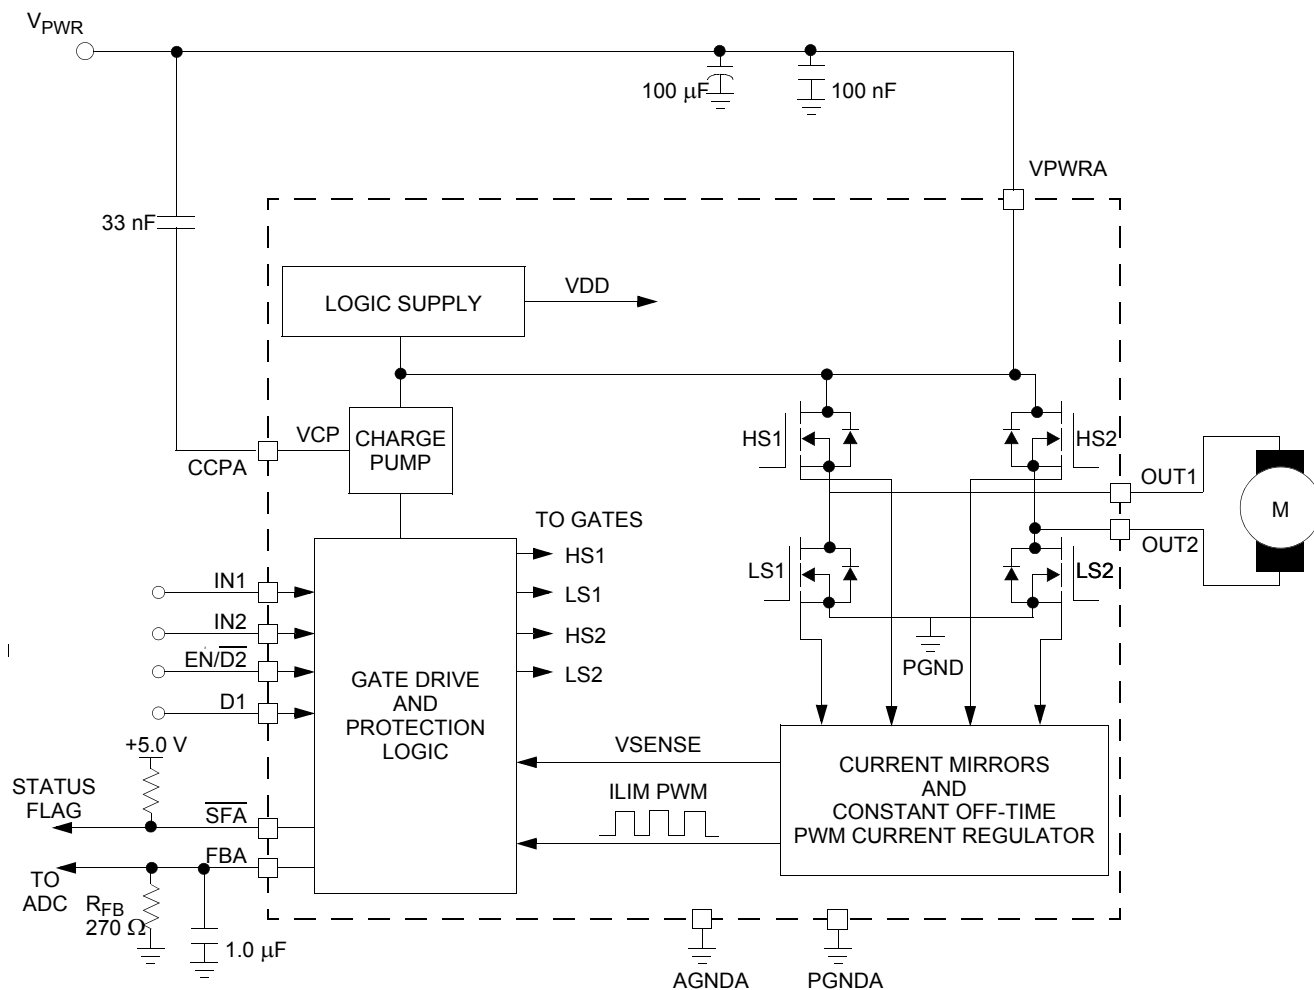 VPWR
100 μF
100 nF
VPWRA
33 nF
LOGIC SUPPLY
VDD
HS1
HS2
VCP
CHARGE
PUMP
CCPA
OUT1
M
OUT2
TO GATES
HS1
LS1
HS2
LS2
LS1
LS2
PGND
IN1
IN2
EN/D2
D1
GATE DRIVE
AND
PROTECTION
LOGIC
+5.0 V
STATUS
FLAG
SFA
FBA
TO
ADC
RFB
270 Ω
1.0 μF
VSENSE
ILIM PWM
CURRENT MIRRORS
AND
CONSTANT OFF-TIME
PWM CURRENT REGULATOR
AGNDA
PGNDA